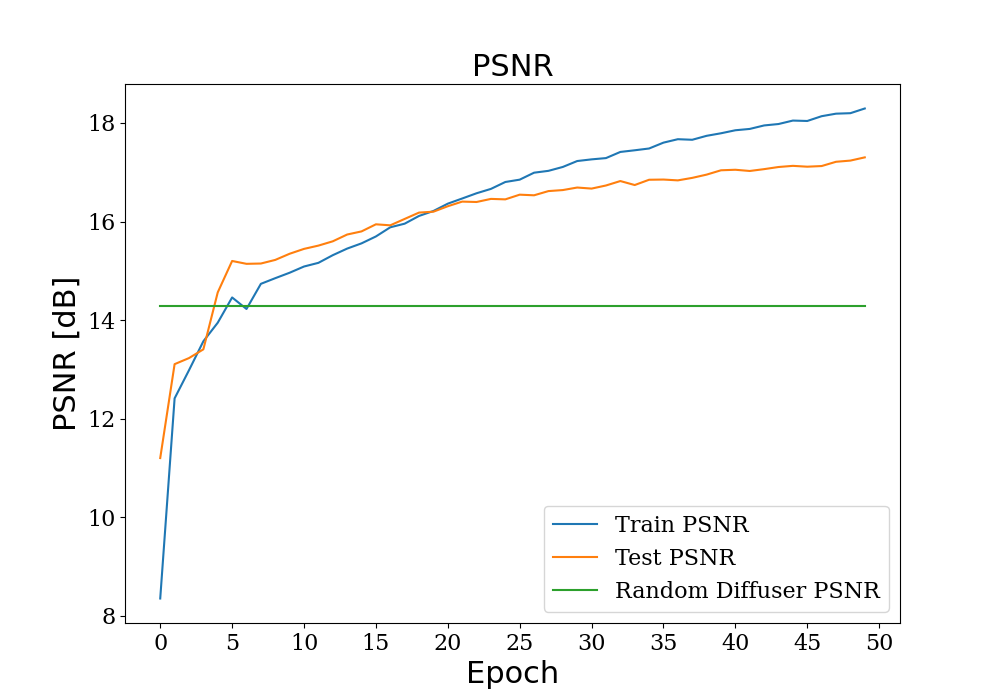 PSNR
PSNR [dB]
18
16
14
12
10
8
Train PSNR
Test PSNR
Random Diffuser PSNR
0 5 10 15 20 25 30 35 40 45 50
Epoch